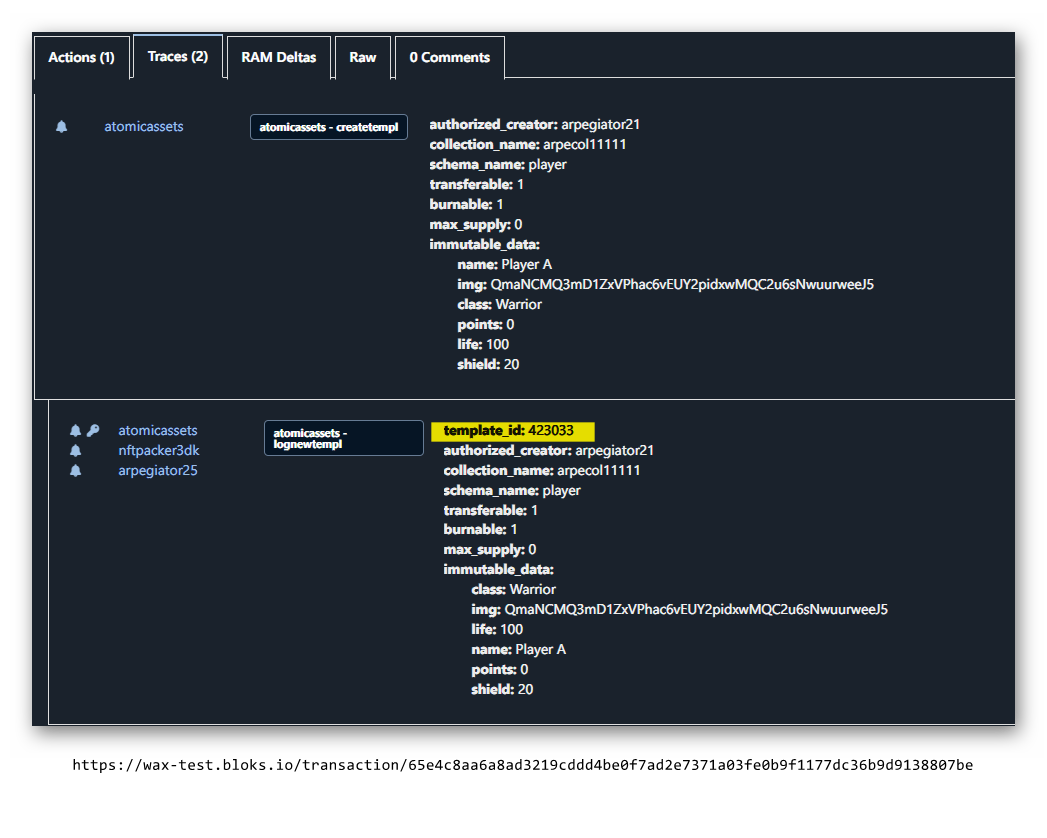 Actions (1) Traces (2) RAM Deltas Raw 0 Comments
atomicassets atomicassets - createtempl authorized_creator: arpegiator21
collection_name: arpecol11111
schema_name: player
transferable: 1
burnable: 1
max_supply: 0
immutable_data:
name: Player A
img: QmaNCMQ3mD1ZxVPhac6vEUY2pidxwMQC2u6sNwuurweeJ5
class: Warrior
points: 0
life: 100
shield: 20
atomicassets atomicassets - template_id: 423033
nftpacker3dk lognewtempl authorized_creator: arpegiator21
arpegiator25 collection_name: arpecol11111
schema_name: player
transferable: 1
burnable: 1
max_supply: 0
immutable_data:
class: Warrior
img: QmaNCMQ3mD1ZxVPhac6vEUY2pidxwMQC2u6sNwuurweeJ5
life: 100
name: Player A
points: 0
shield: 20
https://wax-test.bloks.io/transaction/65e4c8aa6a8ad3219cddd4be0f7ad2e7371a03fe0b9f1177dc36b9d9138807be